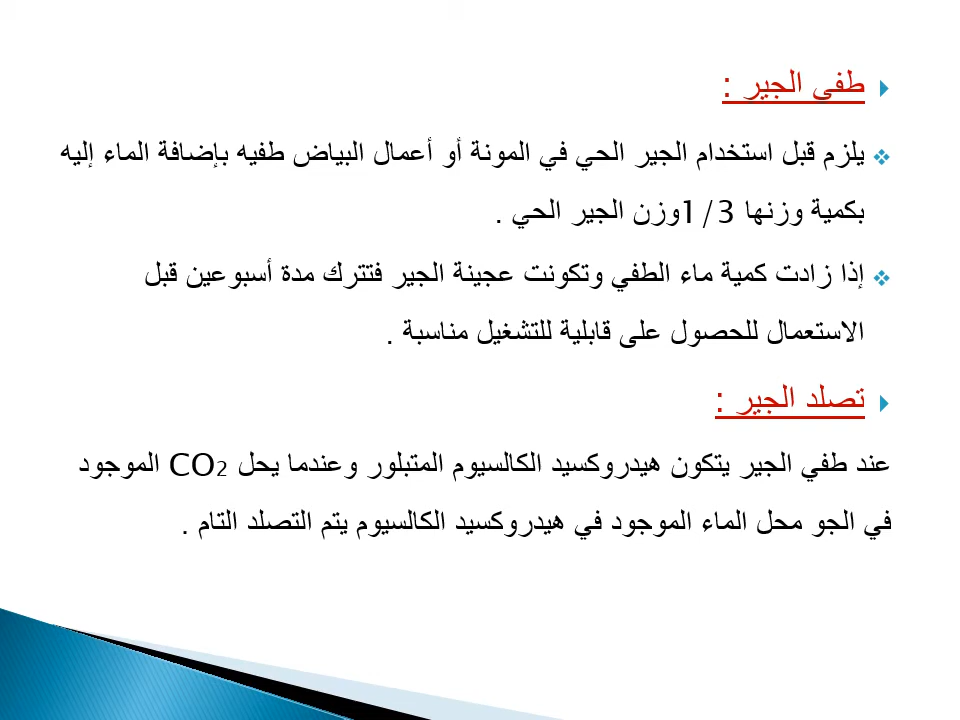 طفى الجير :
يلزم قبل استخدام الجير الحي في المونة أو أعمال البياض طفيه بإضافة الماء إليه
بكمية وزنها 1/3وزن الجير الحي .
إذا زادت كمية ماء الطفي وتكونت عجينة الجير فتترك مدة أسبوعين قبل
الاستعمال للحصول على قابلية للتشغيل مناسبة .
تصلد الجير :
عند طفي الجير يتكون هيدروكسيد الكالسيوم المتبلور وعندما يحل CO2 الموجود
في الجو محل الماء الموجود في هيدروكسيد الكالسيوم يتم التصلد التام .